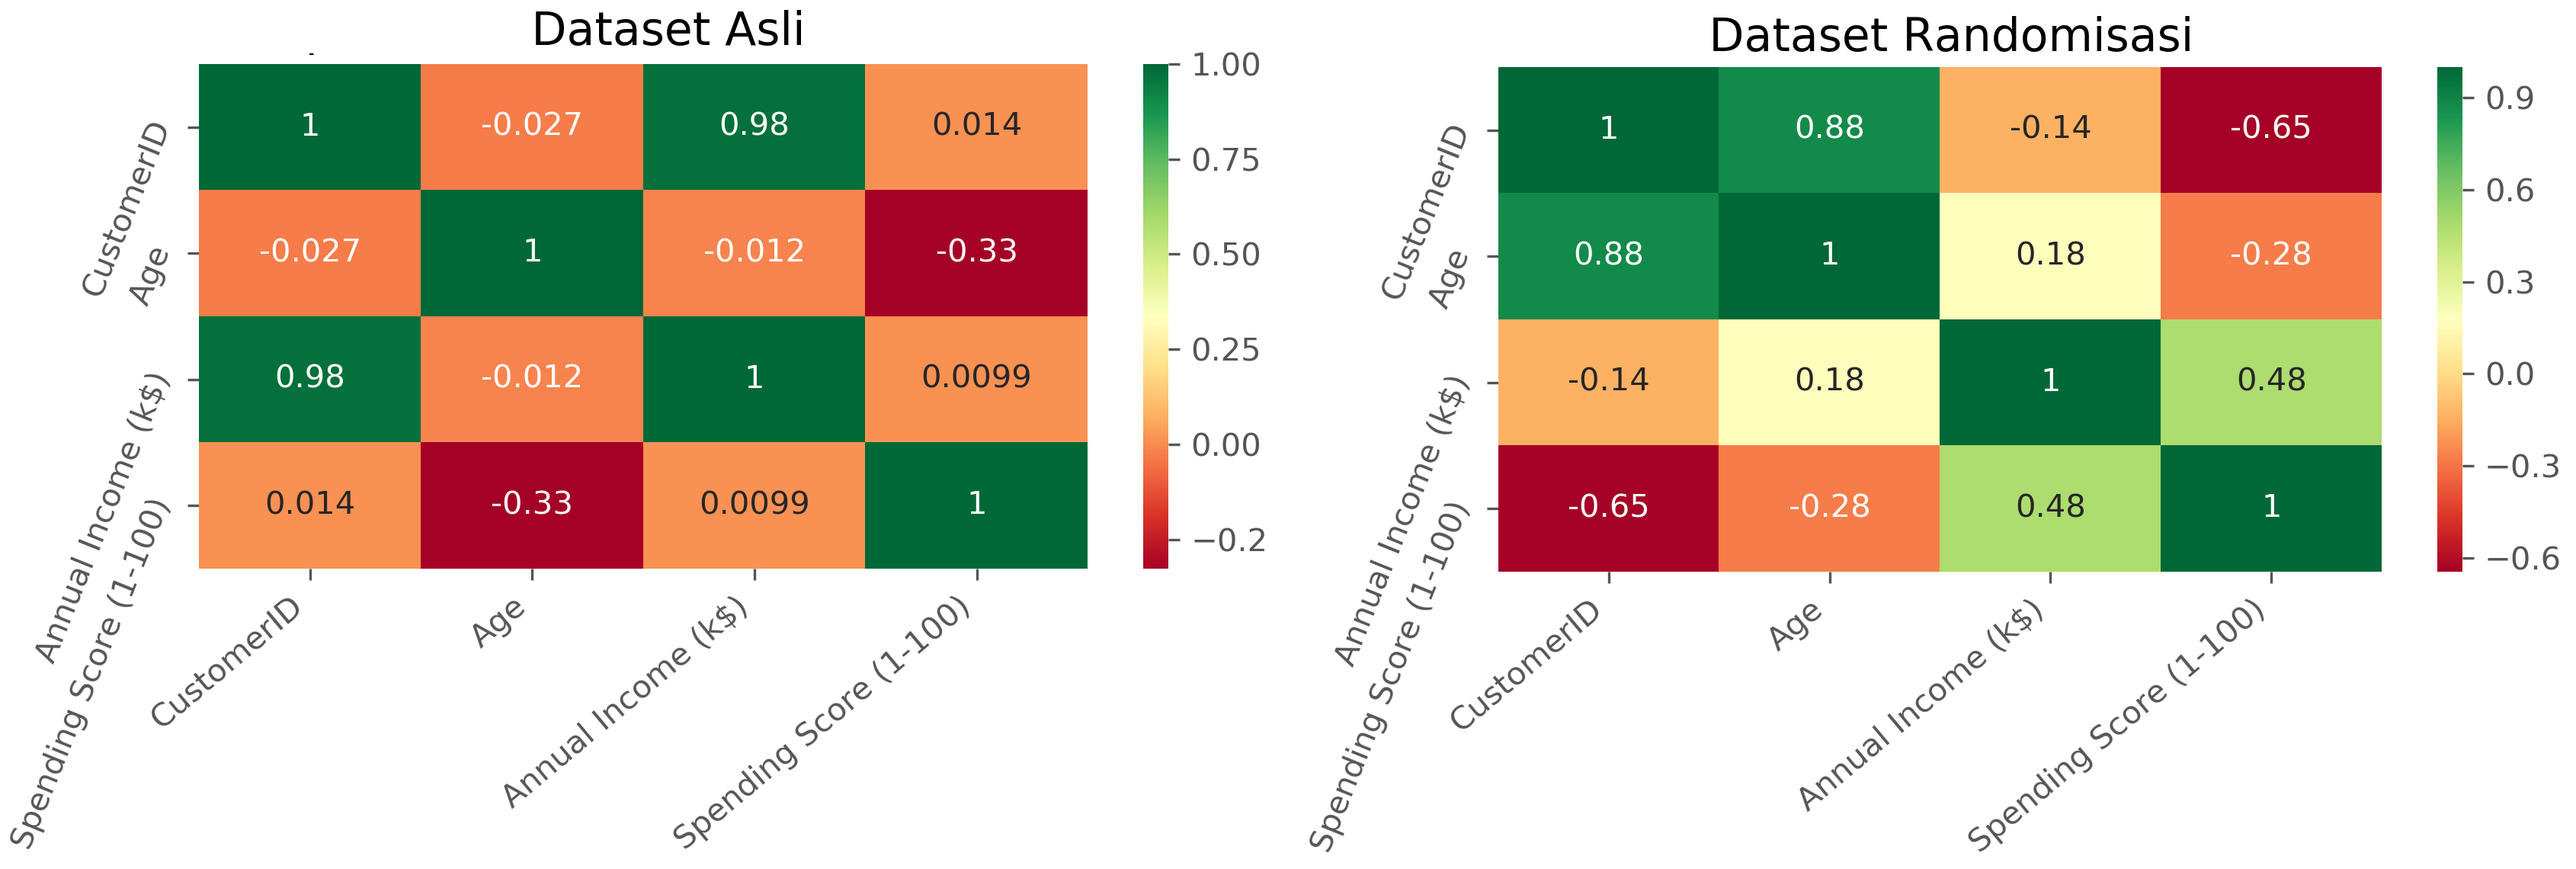 Dataset Asli
CustomerID
Age
Annual Income (k$)
Spending Score (1-100)
1 -0.027 0.98 0.014
-0.027 1 -0.012 -0.33
0.98 -0.012 1 0.0099
0.014 -0.33 0.0099 1
CustomerID
Age
Annual Income (k$)
Spending Score (1-100)
1.00
0.75
0.50
0.25
0.00
−0.2
Dataset Randomisasi
CustomerID
Age
Annual Income (k$)
Spending Score (1-100)
1 0.88 -0.14 -0.65
0.88 1 0.18 -0.28
-0.14 0.18 1 0.48
-0.65 -0.28 0.48 1
CustomerID
Age
Annual Income (k$)
Spending Score (1-100)
0.9
0.6
0.3
0.0
−0.3
−0.6